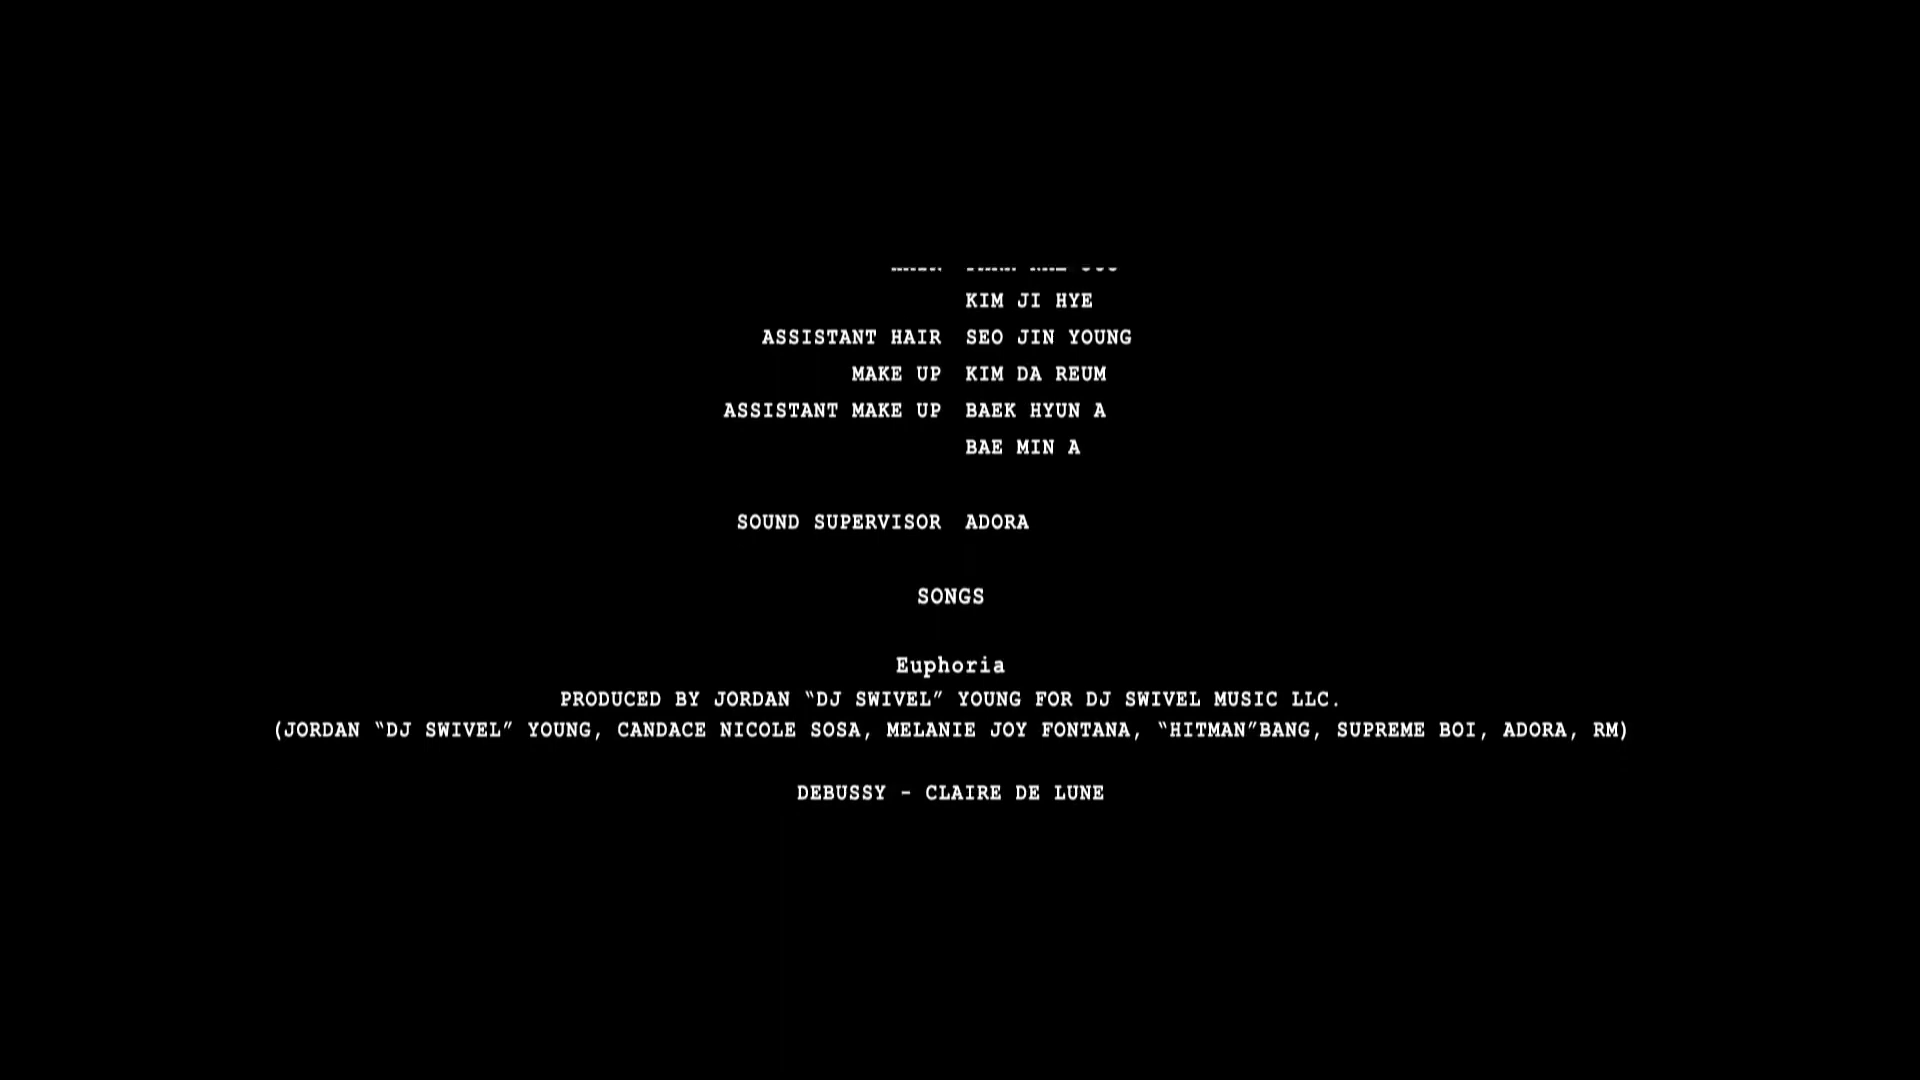 KIM JI HYE
ASSISTANT HAIR SEO JIN YOUNG
MAKE UP KIM DA REUM
ASSISTANT MAKE UP BAEK HYUN A
BAE MIN A
SOUND SUPERVISOR ADORA
SONGS
Euphoria
PRODUCED BY JORDAN “DJ SWIVEL” YOUNG FOR DJ SWIVEL MUSIC LLC.
(JORDAN “DJ SWIVEL” YOUNG, CANDACE NICOLE SOSA, MELANIE JOY FONTANA, “HITMAN”BANG, SUPREME BOI, ADORA, RM)
DEBUSSY - CLAIRE DE LUNE